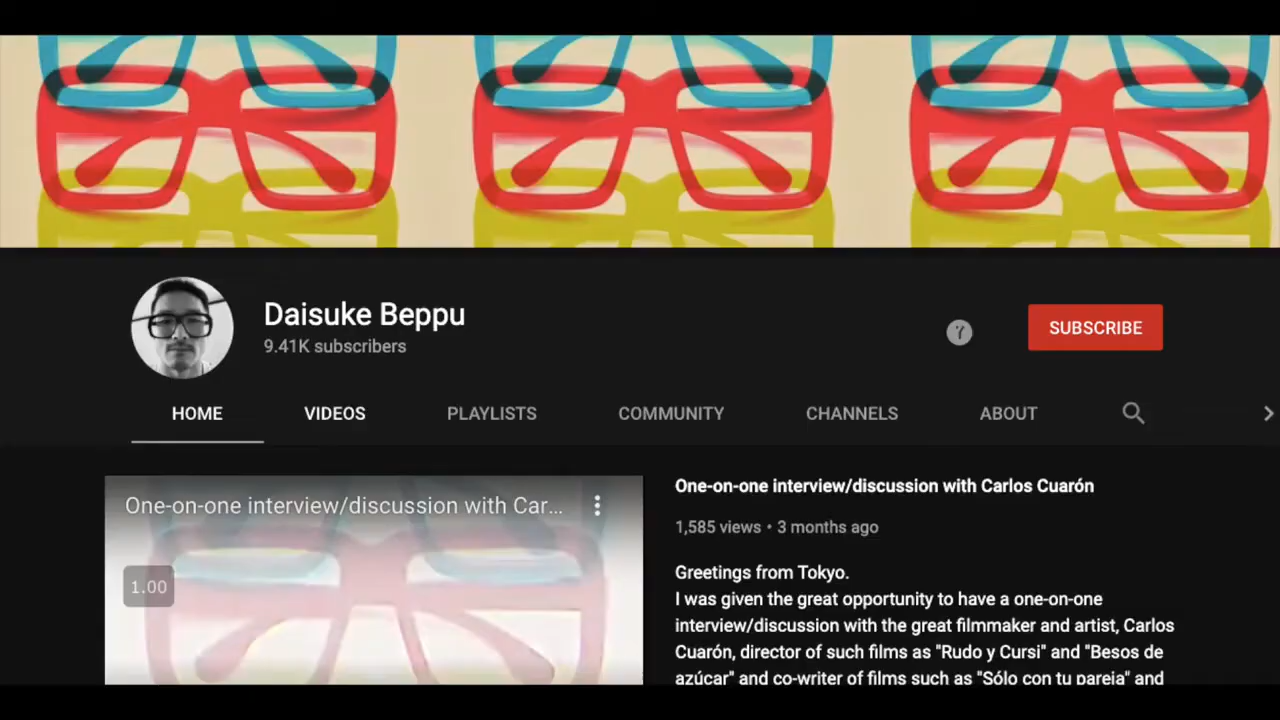 Daisuke Beppu
9.41K subscribers
SUBSCRIBE
HOME
VIDEOS
PLAYLISTS
COMMUNITY
CHANNELS
ABOUT
One-on-one interview/discussion with Car...
1.00
One-on-one interview/discussion with Carlos Cuarón
1,585 views • 3 months ago
Greetings from Tokyo.
I was given the great opportunity to have a one-on-one
interview/discussion with the great filmmaker and artist, Carlos
Cuarón, director of such films as "Rudo y Cursi" and "Besos de
azúcar" and co-writer of films such as "Sólo con tu pareja" and